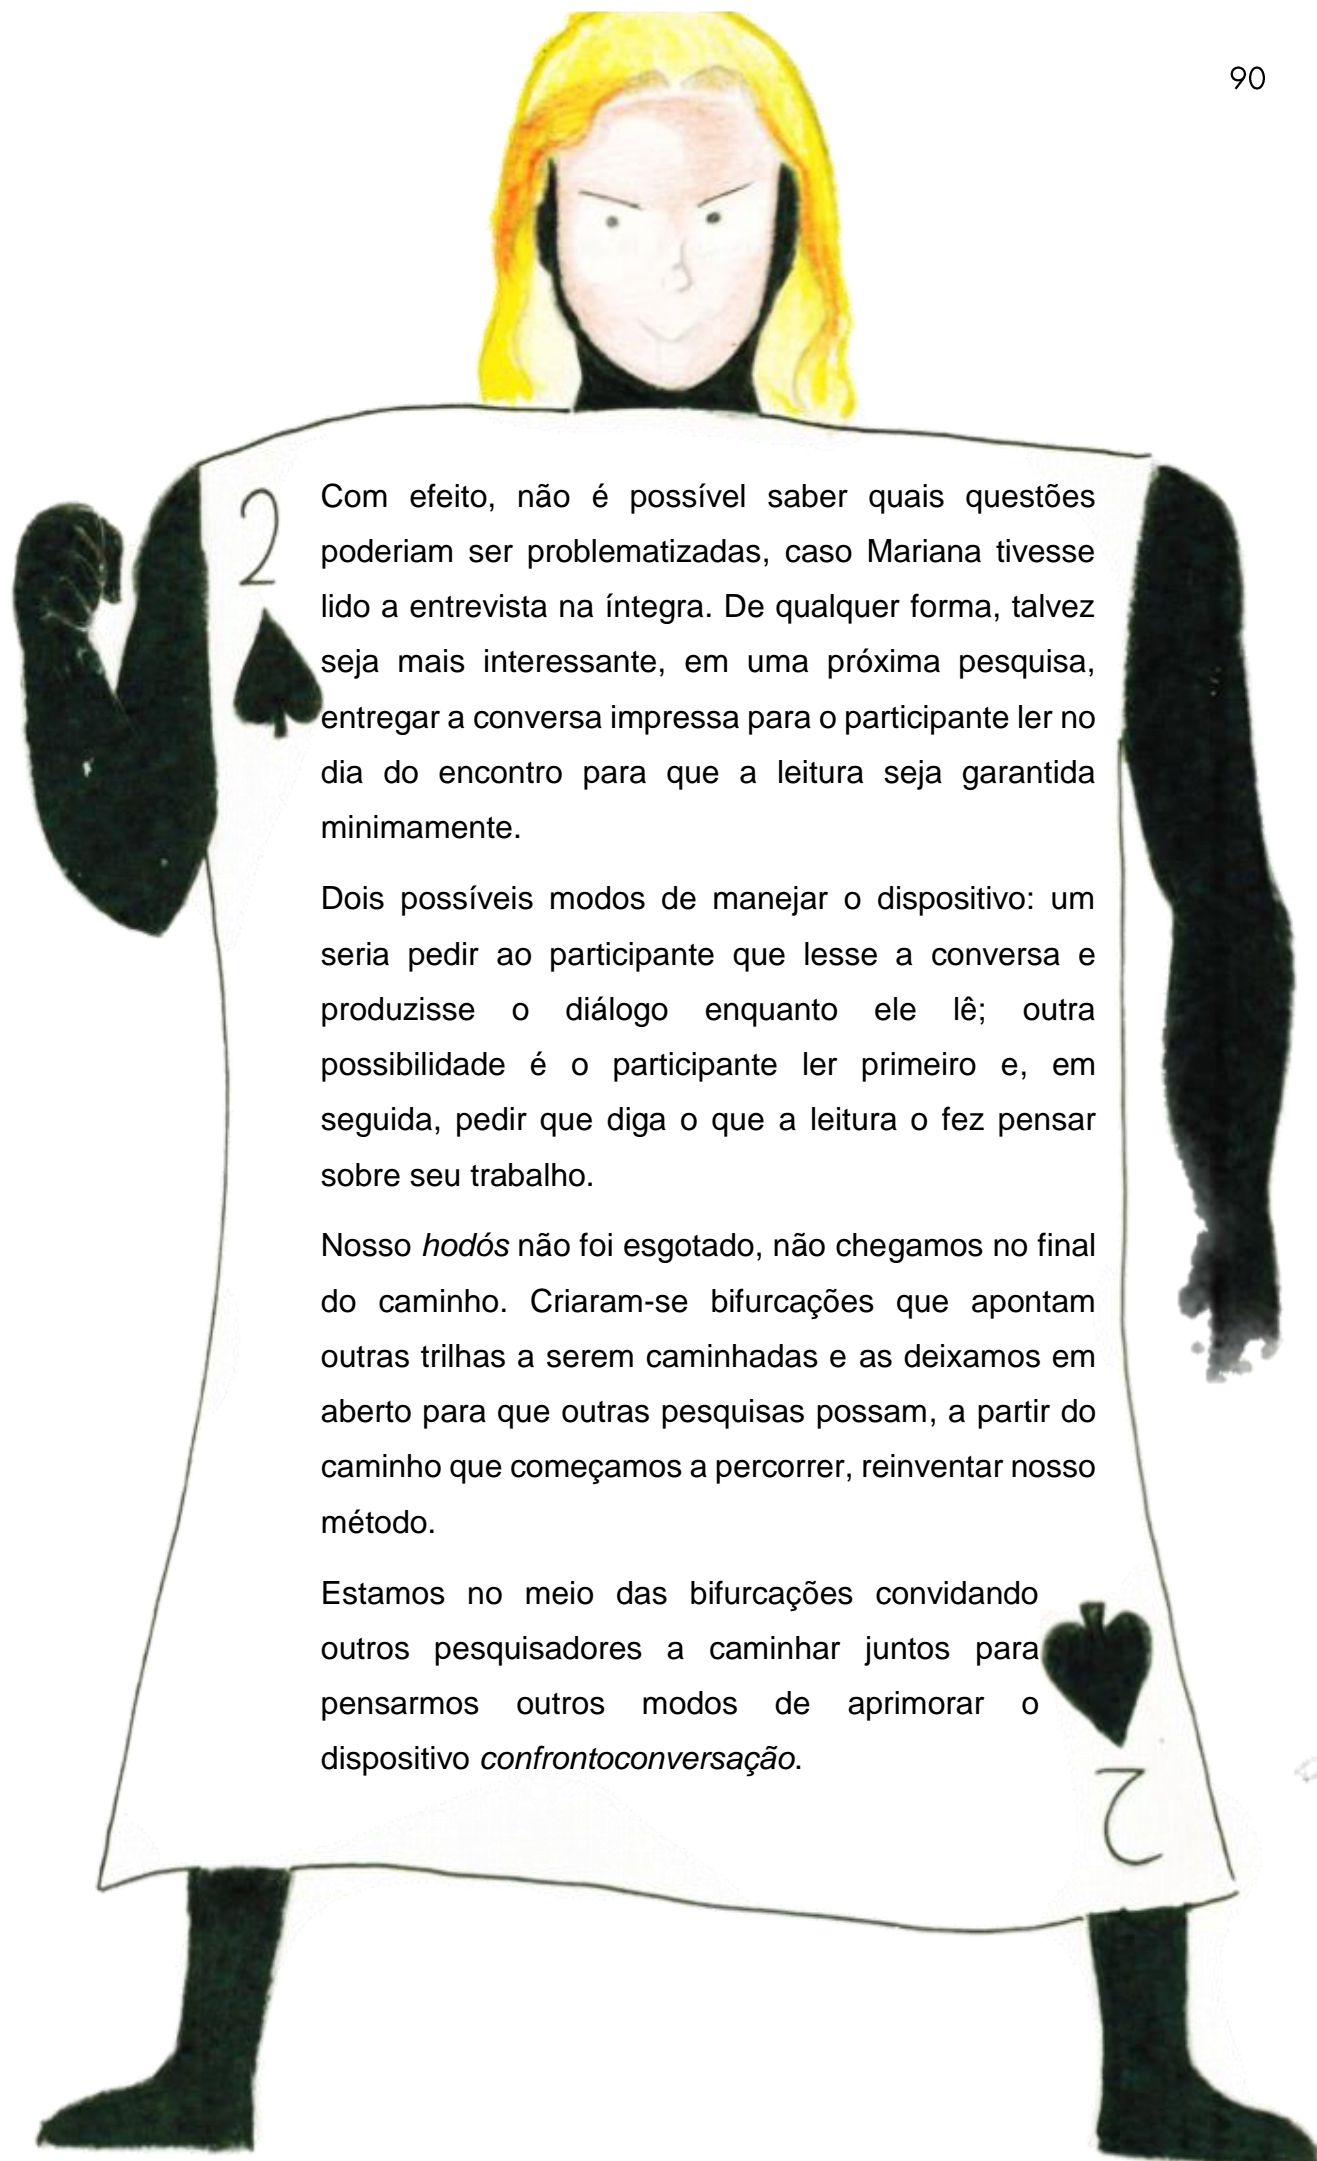 90
2
Com efeito, não é possível saber quais questões
poderiam ser problematizadas, caso Mariana tivesse
lido a entrevista na íntegra. De qualquer forma, talvez
seja mais interessante, em uma próxima pesquisa,
entregar a conversa impressa para o participante ler no
dia do encontro para que a leitura seja garantida
minimamente.
Dois possíveis modos de manejar o dispositivo: um
seria pedir ao participante que lesse a conversa e
produzisse o diálogo enquanto ele lê; outra
possibilidade é o participante ler primeiro e, em
seguida, pedir que diga o que a leitura o fez pensar
sobre seu trabalho.
Nosso hodós não foi esgotado, não chegamos no final
do caminho. Criaram-se bifurcações que apontam
outras trilhas a serem caminhadas e as deixamos em
aberto para que outras pesquisas possam, a partir do
caminho que começamos a percorrer, reinventar nosso
método.
Estamos no meio das bifurcações convidando
outros pesquisadores a caminhar juntos para
pensarmos outros modos de aprimorar o
dispositivo confrontoconversação.
2